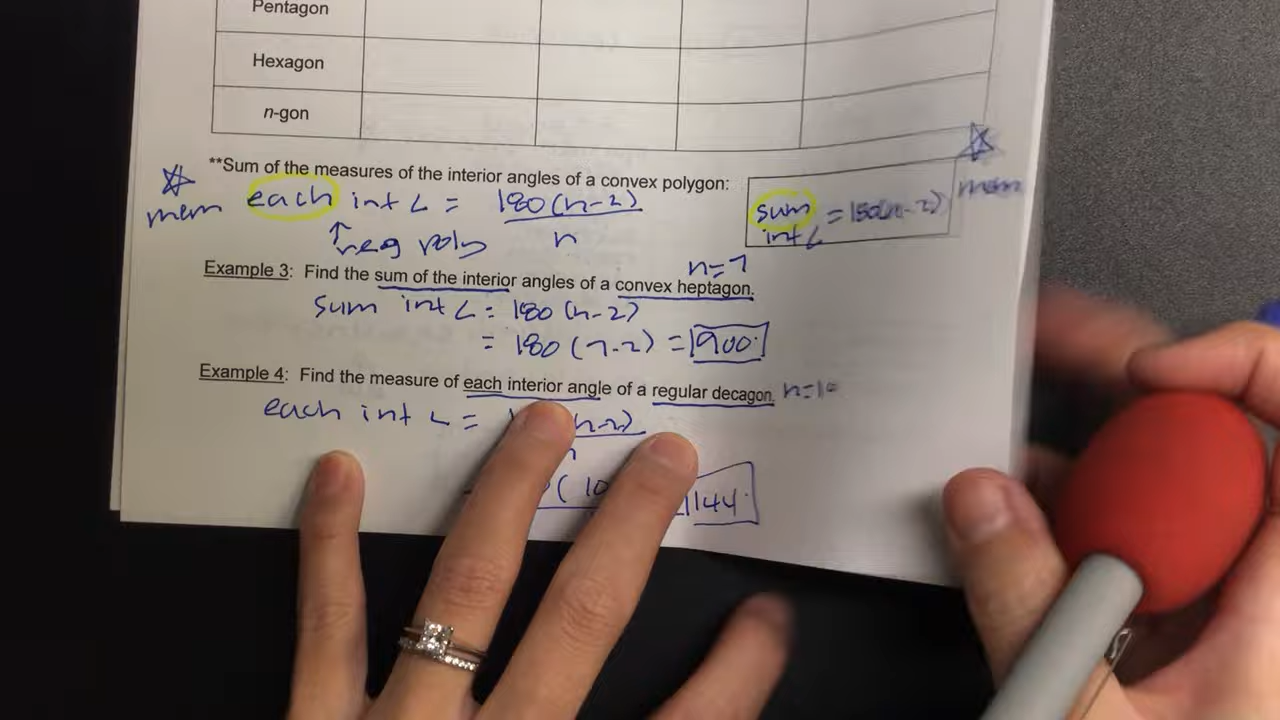 Pentagon
Hexagon
n-gon
**Sum of the measures of the interior angles of a convex polygon:
mem each int ∠ = 180(n-2)
n
↑ reg poly
sum int ∠ = 180(n-2) mem
n=7
Example 3: Find the sum of the interior angles of a convex heptagon.
sum int ∠ = 180(n-2)
= 180(7-2) = 900°
Example 4: Find the measure of each interior angle of a regular decagon. n=10
each int ∠ = (n-2)
n
(10 144°